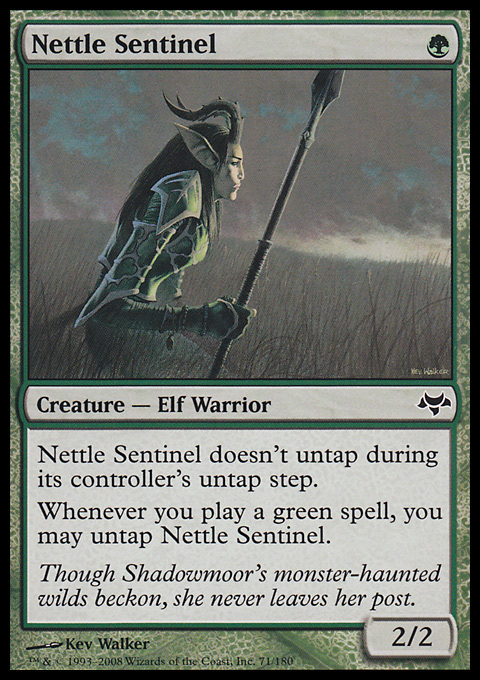 Nettle Sentinel
Kev Walker
Creature — Elf Warrior
Nettle Sentinel doesn't untap during
its controller's untap step.
Whenever you play a green spell, you
may untap Nettle Sentinel.
Though Shadowmoor's monster-haunted
wilds beckon, she never leaves her post.
2/2
Kev Walker
™ & © 1993–2008 Wizards of the Coast, Inc. 71/180